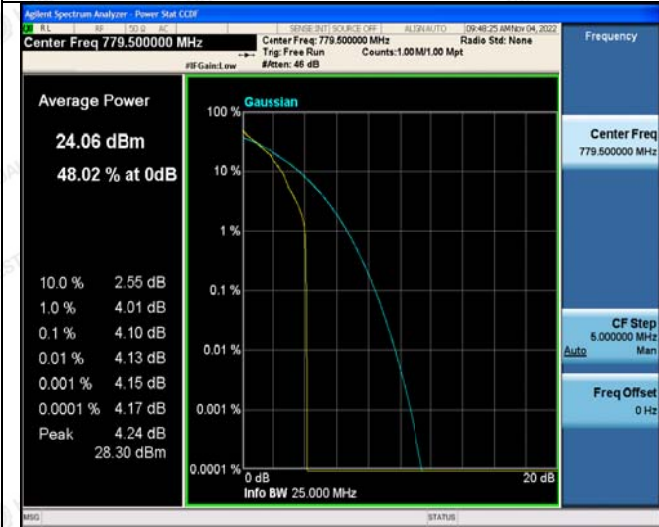 Agilent Spectrum Analyzer - Power Stat CCDF
RL RF 50 Ω AC SENSE:INT SOURCE OFF ALIGNAUTO 09:48:25 AM Nov 04, 2022
Center Freq 779.500000 MHz
Center Freq: 779.500000 MHz Radio Std: None
Trig: Free Run Counts:1.00 M/1.00 Mpt
#IFGain:Low #Atten: 46 dB
Frequency
Average Power
24.06 dBm
48.02 % at 0dB
10.0 % 2.55 dB
1.0 % 4.01 dB
0.1 % 4.10 dB
0.01 % 4.13 dB
0.001 % 4.15 dB
0.0001 % 4.17 dB
Peak 4.24 dB
28.30 dBm
Gaussian
100 %
10 %
1 %
0.1 %
0.01 %
0.001 %
0.0001 %
0 dB 20 dB
Info BW 25.000 MHz
Center Freq
779.500000 MHz
CF Step
5.000000 MHz
Auto Man
Freq Offset
0 Hz
MSG STATUS